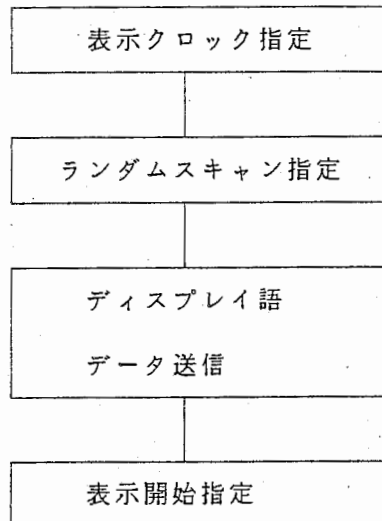 表示クロック指定
ランダムスキャン指定
ディスプレイ語
データ送信
表示開始指定